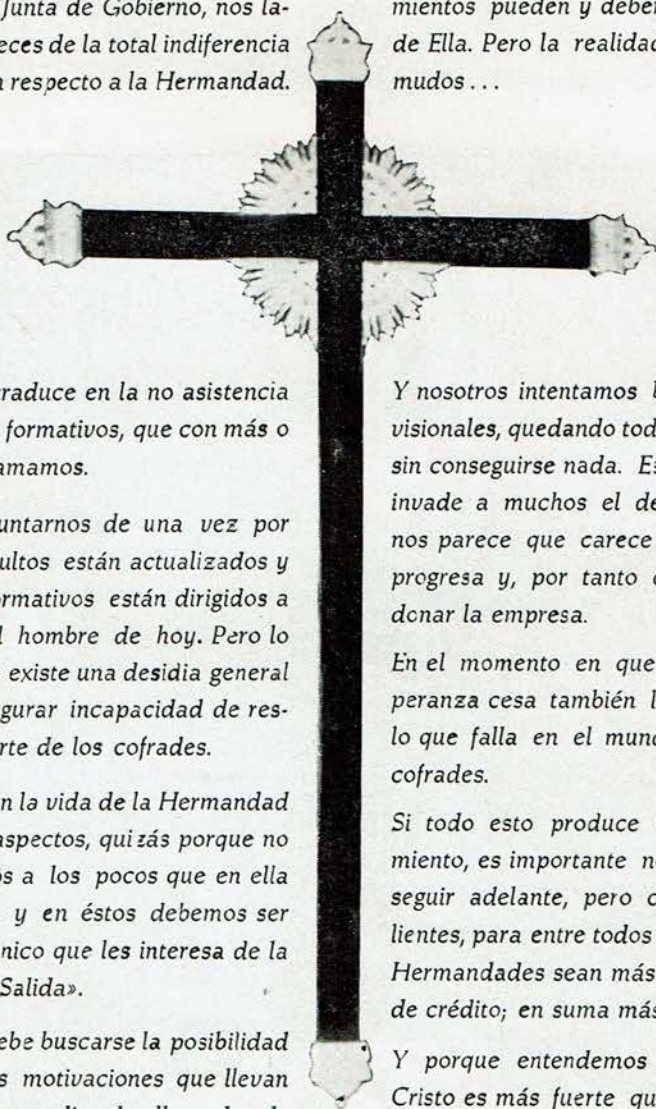 Junta de Gobierno, nos la-
eces de la total indiferencia
respecto a la Hermandad.
raduce en la no asistencia
formativos, que con más o
amamos.
untarnos de una vez por
ultos están actualizados y
rmativos están dirigidos a
l hombre de hoy. Pero lo
existe una desidia general
gurar incapacidad de res-
rte de los cofrades.
n la vida de la Hermandad
aspectos, quizás porque no
os a los pocos que en ella
y en éstos debemos ser
nico que les interesa de la
Salida».
ebe buscarse la posibilidad
s motivaciones que llevan
mientos pueden y deben
de Ella. Pero la realidad
mudos...
Y nosotros intentamos
visionales, quedando tod
sin conseguirse nada. Es
invade a muchos el de
nos parece que carece
progresa y, por tanto
donar la empresa.
En el momento en que
peranza cesa también l
lo que falla en el mund
cofrades.
Si todo esto produce
miento, es importante n
seguir adelante, pero c
lientes, para entre todos
Hermandades sean más
de crédito; en suma más
Y porque entendemos
Cristo es más fuerte qu